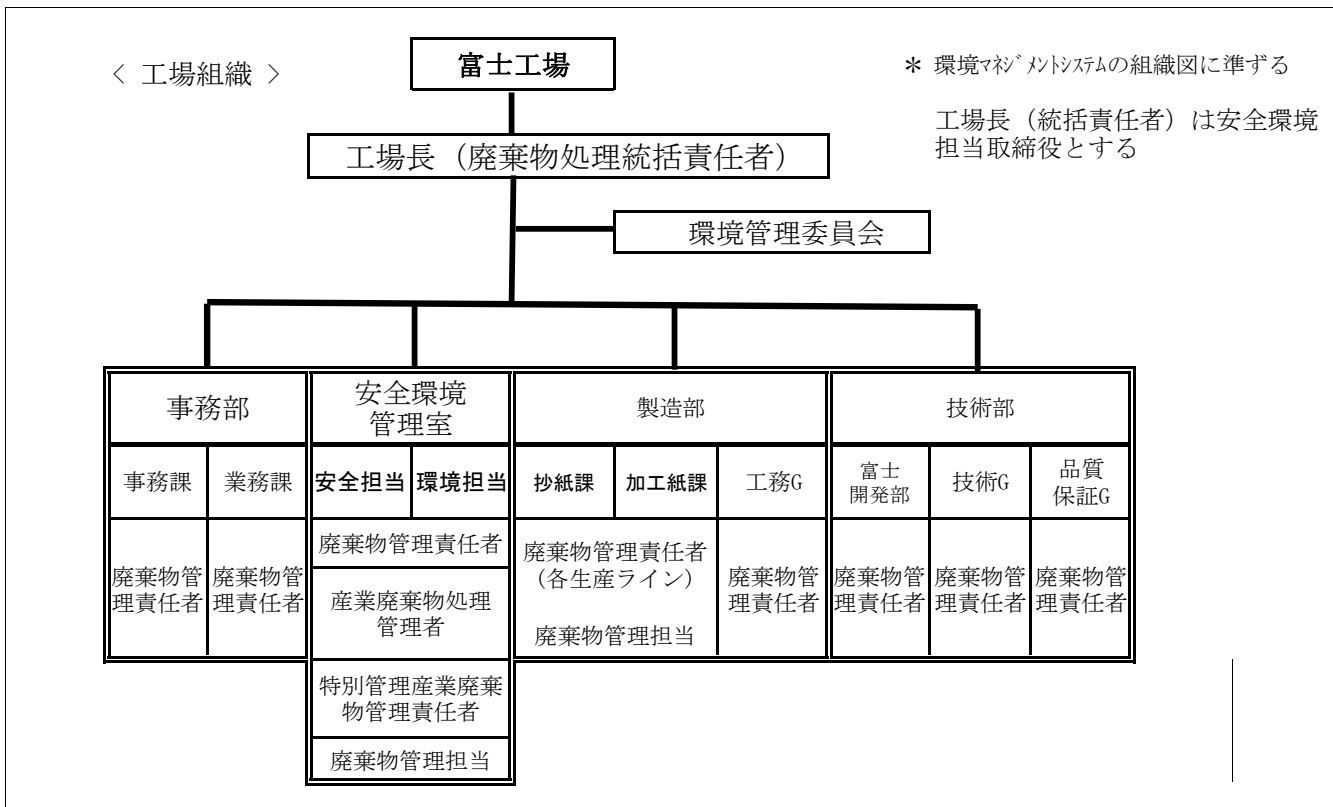 < 工場組織 >
富士工場
＊ 環境ﾏﾈｼﾞﾒﾝﾄｼｽﾃﾑの組織図に準ずる
工場長（統括責任者）は安全環境
担当取締役とする
工場長（廃棄物処理統括責任者）
環境管理委員会
事務部
安全環境
管理室
製造部
技術部
事務課
業務課
安全担当
環境担当
抄紙課
加工紙課
工務G
富士
開発部
技術G
品質
保証G
廃棄物管
理責任者
廃棄物管
理責任者
廃棄物管理責任者
産業廃棄物処理
管理者
特別管理産業廃棄
物管理責任者
廃棄物管理担当
廃棄物管理責任者
（各生産ライン）
廃棄物管理担当
廃棄物管
理責任者
廃棄物管
理責任者
廃棄物管
理責任者
廃棄物管
理責任者